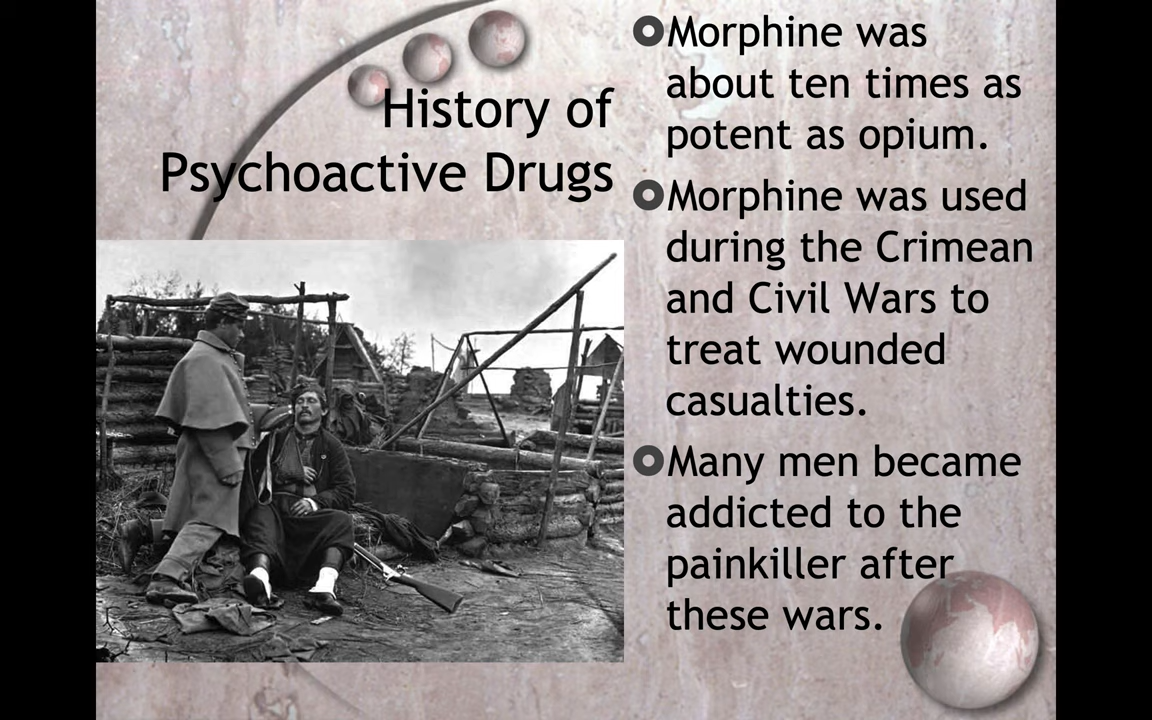 History of
Psychoactive Drugs
Morphine was
about ten times as
potent as opium.
Morphine was used
during the Crimean
and Civil Wars to
treat wounded
casualties.
Many men became
addicted to the
painkiller after
these wars.